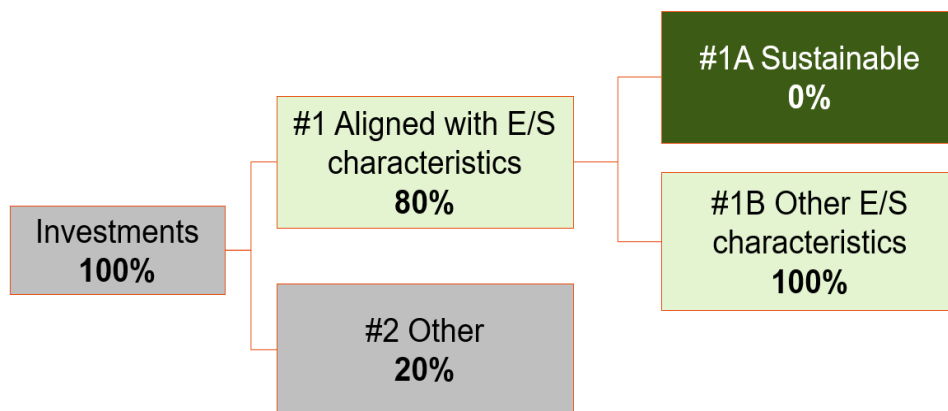 Investments
100%
#1 Aligned with E/S
characteristics
80%
#2 Other
20%
#1A Sustainable
0%
#1B Other E/S
characteristics
100%